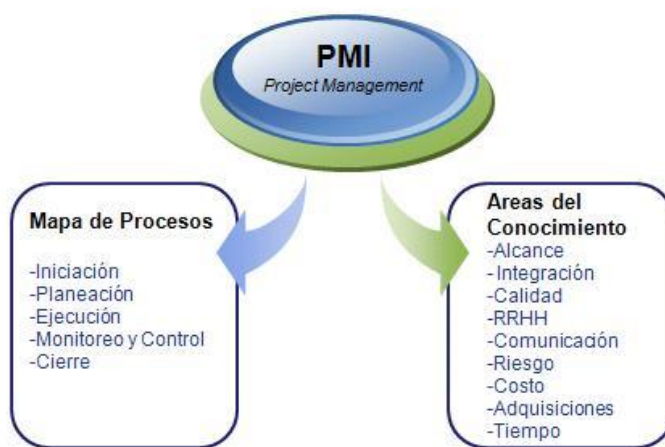 PMI
Project Management
Mapa de Procesos
-Iniciación
-Planeación
-Ejecución
-Monitoreo y Control
-Cierre
Areas del
Conocimiento
-Alcance
-Integración
-Calidad
-RRHH
-Comunicación
-Riesgo
-Costo
-Adquisiciones
-Tiempo